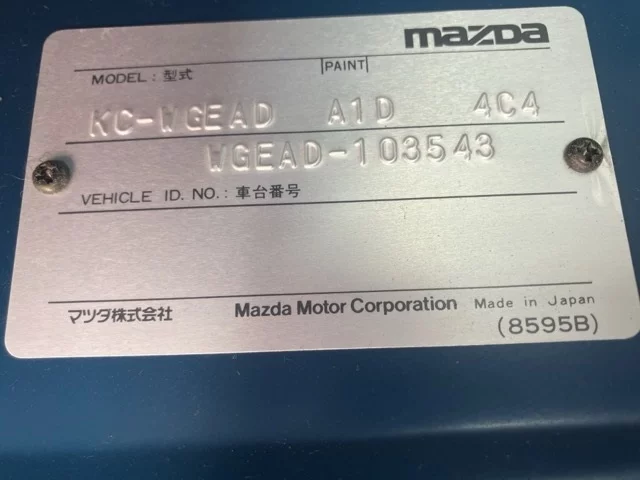 mazda
MODEL : 型式 |PAINT|
KC-WGEAD A1D 4C4
WGEAD-103543
VEHICLE ID. NO. : 車台番号
マツダ株式会社 Mazda Motor Corporation Made in Japan
(8595B)